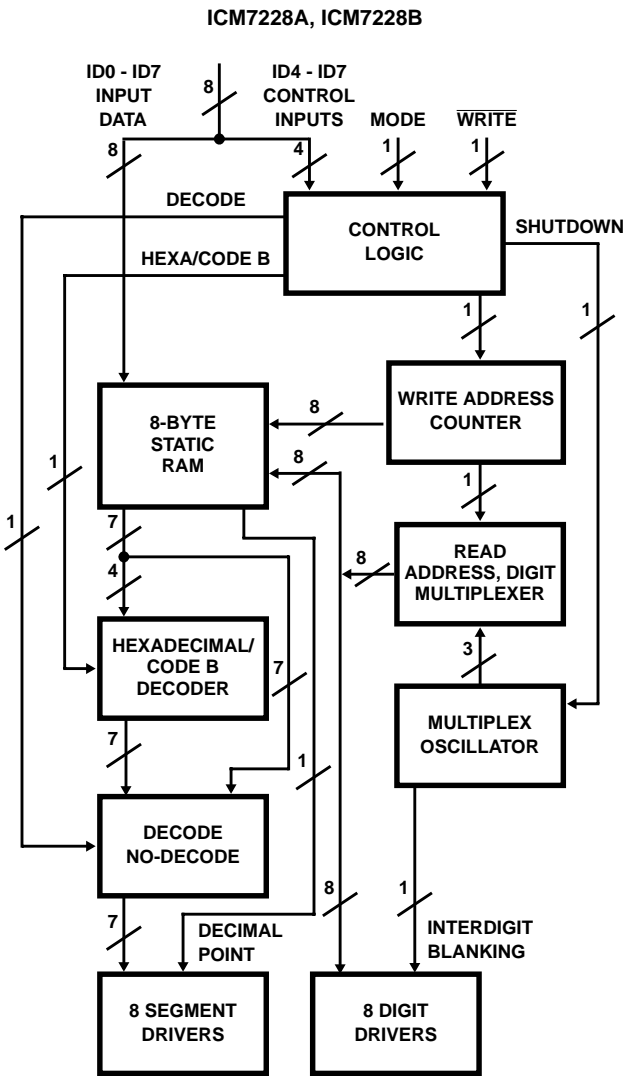 ICM7228A, ICM7228B
ID0 - ID7
INPUT
DATA
8
ID4 - ID7
CONTROL
INPUTS
MODE
WRITE
8
4
1
1
DECODE
CONTROL
LOGIC
SHUTDOWN
HEXA/CODE B
1
1
8-BYTE
STATIC
RAM
8
WRITE ADDRESS
COUNTER
8
1
1
1
7
4
8
READ
ADDRESS, DIGIT
MULTIPLEXER
HEXADECIMAL/
CODE B
DECODER
7
3
7
1
MULTIPLEX
OSCILLATOR
DECODE
NO-DECODE
8
1
7
DECIMAL
POINT
INTERDIGIT
BLANKING
8 SEGMENT
DRIVERS
8 DIGIT
DRIVERS